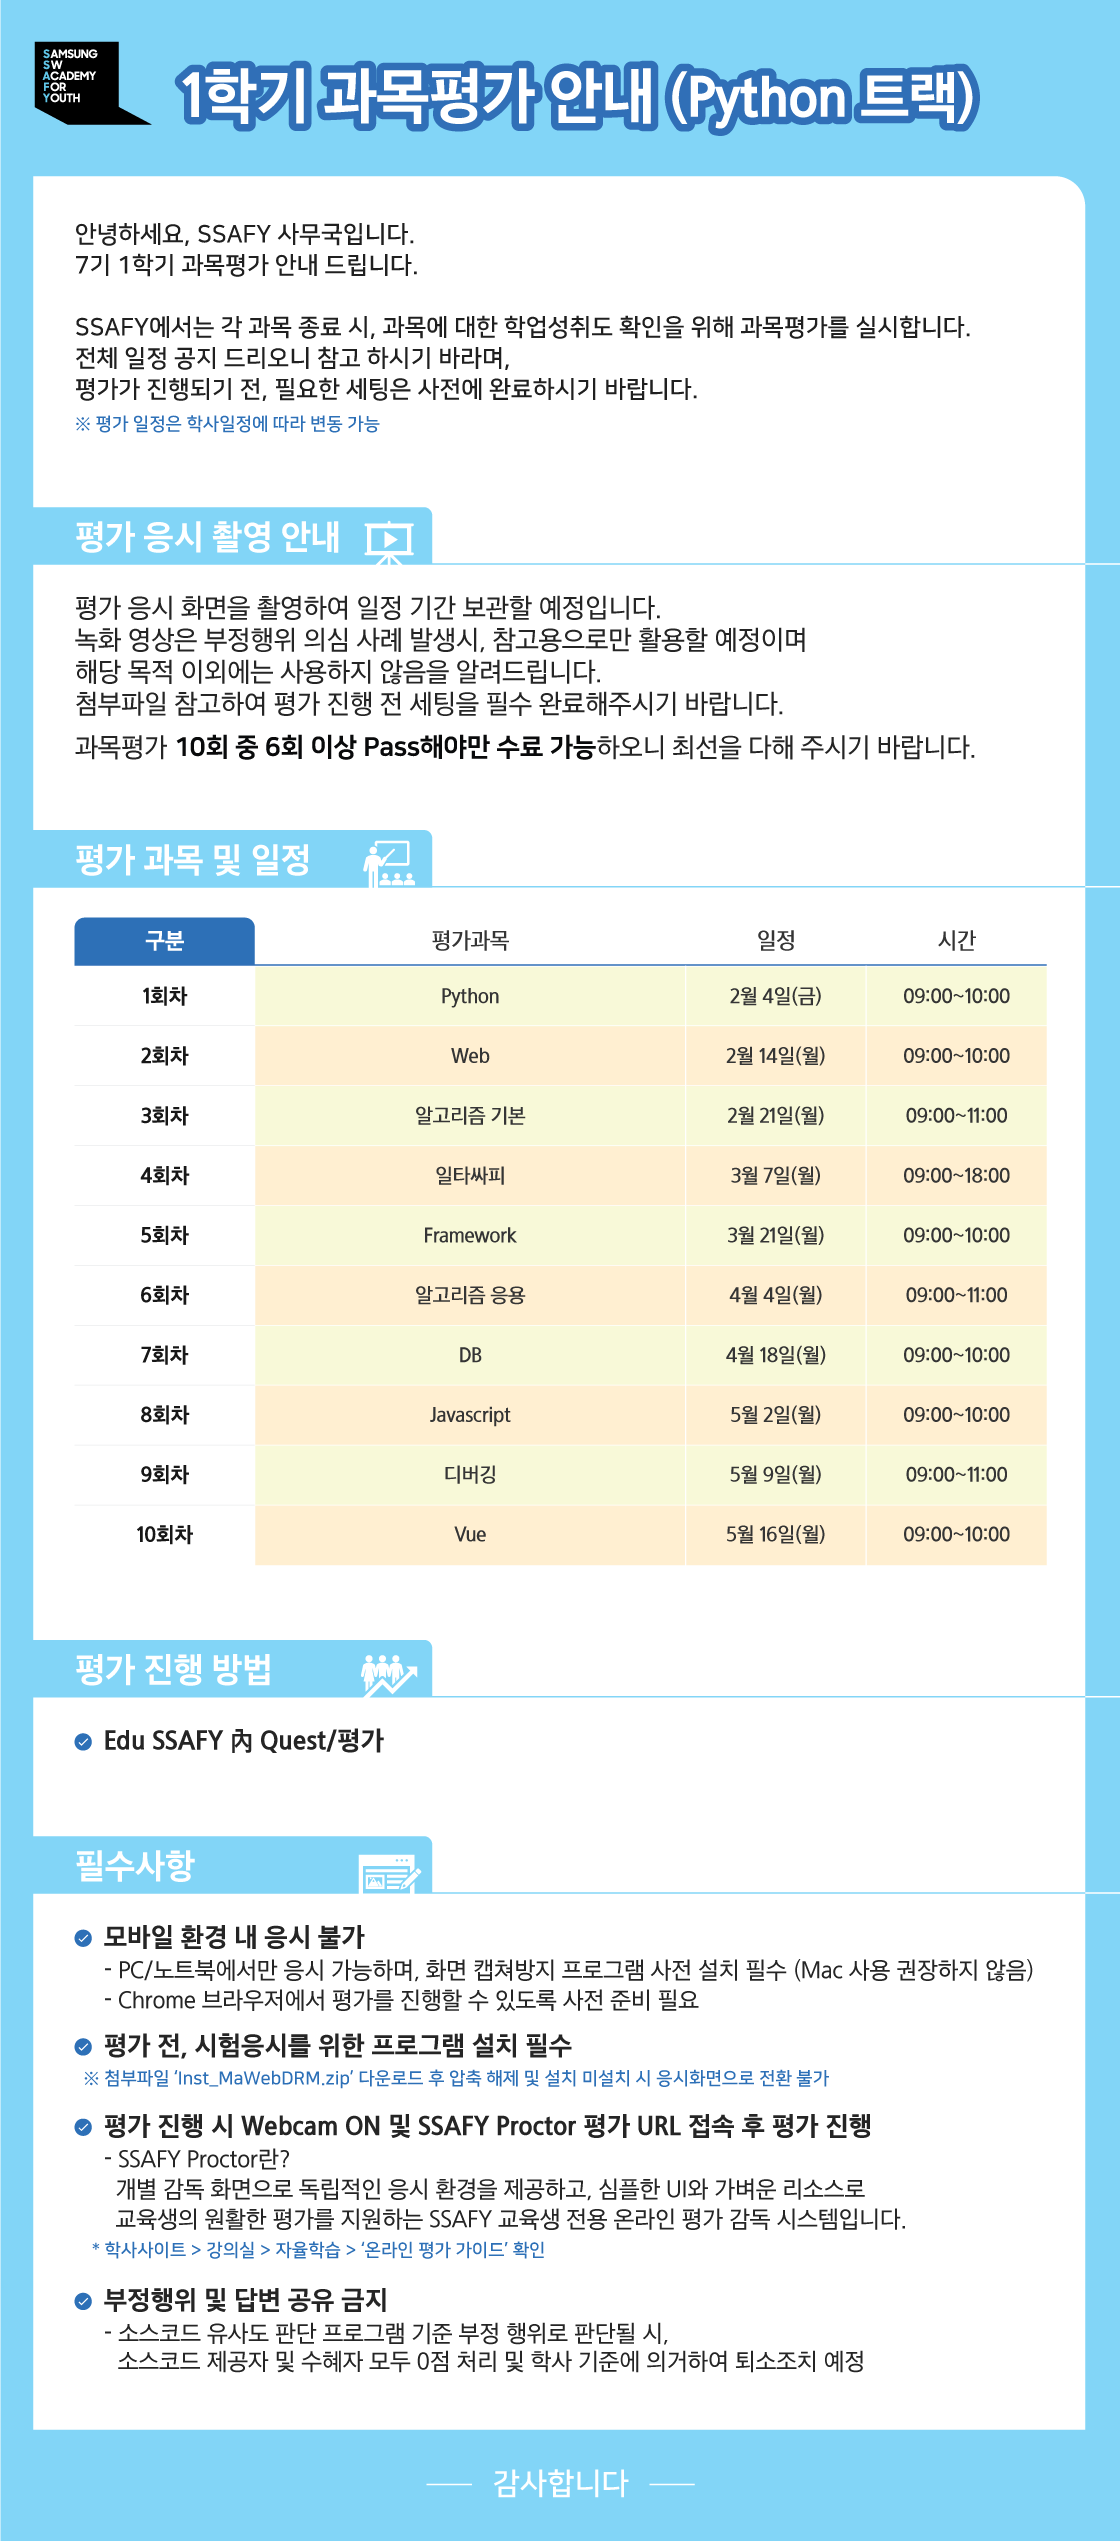 SAMSUNG
SW
ACADEMY
FOR
YOUTH
1학기 과목평가 안내 (Python 트랙)
안녕하세요, SSAFY 사무국입니다.
7기 1학기 과목평가 안내 드립니다.
SSAFY에서는 각 과목 종료 시, 과목에 대한 학업성취도 확인을 위해 과목평가를 실시합니다.
전체 일정 공지 드리오니 참고 하시기 바라며,
평가가 진행되기 전, 필요한 세팅은 사전에 완료하시기 바랍니다.
※ 평가 일정은 학사일정에 따라 변동 가능
평가 응시 촬영 안내
평가 응시 화면을 촬영하여 일정 기간 보관할 예정입니다.
녹화 영상은 부정행위 의심 사례 발생시, 참고용으로만 활용할 예정이며
해당 목적 이외에는 사용하지 않음을 알려드립니다.
첨부파일 참고하여 평가 진행 전 세팅을 필수 완료해주시기 바랍니다.
과목평가 10회 중 6회 이상 Pass해야만 수료 가능하오니 최선을 다해 주시기 바랍니다.
평가 과목 및 일정
구분 평가과목 일정 시간
1회차 Python 2월 4일(금) 09:00~10:00
2회차 Web 2월 14일(월) 09:00~10:00
3회차 알고리즘 기본 2월 21일(월) 09:00~11:00
4회차 일타싸피 3월 7일(월) 09:00~18:00
5회차 Framework 3월 21일(월) 09:00~10:00
6회차 알고리즘 응용 4월 4일(월) 09:00~11:00
7회차 DB 4월 18일(월) 09:00~10:00
8회차 Javascript 5월 2일(월) 09:00~10:00
9회차 디버깅 5월 9일(월) 09:00~11:00
10회차 Vue 5월 16일(월) 09:00~10:00
평가 진행 방법
Edu SSAFY 內 Quest/평가
필수사항
모바일 환경 내 응시 불가
- PC/노트북에서만 응시 가능하며, 화면 캡쳐방지 프로그램 사전 설치 필수 (Mac 사용 권장하지 않음)
- Chrome 브라우저에서 평가를 진행할 수 있도록 사전 준비 필요
평가 전, 시험응시를 위한 프로그램 설치 필수
※ 첨부파일 ‘Inst_MaWebDRM.zip’ 다운로드 후 압축 해제 및 설치 미설치 시 응시화면으로 전환 불가
평가 진행 시 Webcam ON 및 SSAFY Proctor 평가 URL 접속 후 평가 진행
- SSAFY Proctor란?
개별 감독 화면으로 독립적인 응시 환경을 제공하고, 심플한 UI와 가벼운 리소스로
교육생의 원활한 평가를 지원하는 SSAFY 교육생 전용 온라인 평가 감독 시스템입니다.
* 학사사이트 > 강의실 > 자율학습 > ‘온라인 평가 가이드’ 확인
부정행위 및 답변 공유 금지
- 소스코드 유사도 판단 프로그램 기준 부정 행위로 판단될 시,
소스코드 제공자 및 수혜자 모두 0점 처리 및 학사 기준에 의거하여 퇴소조치 예정
감사합니다